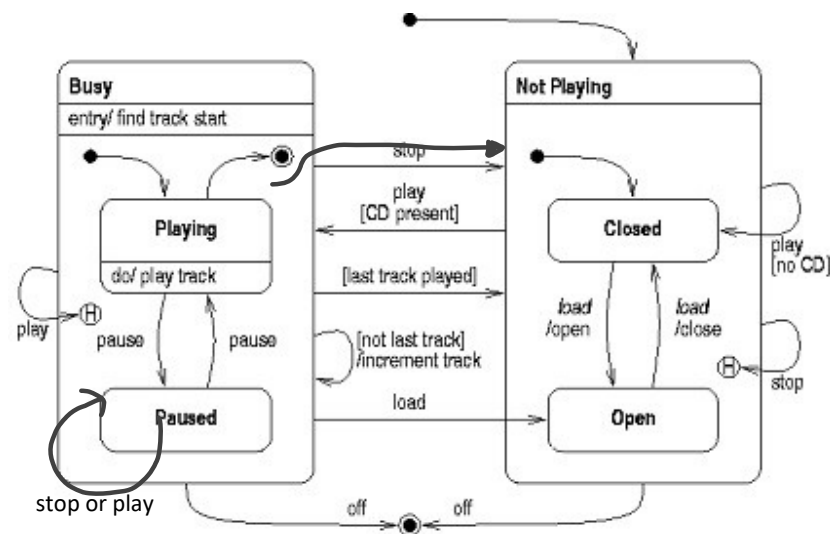 Busy
entry/ find track start
Not Playing
stop
play
[CD present]
Playing
do/ play track
Closed
play
[no CD]
[last track played]
play
H
pause
pause
load
/open
load
/close
[not last track]
/increment track
H
stop
Paused
load
Open
stop or play
off
off